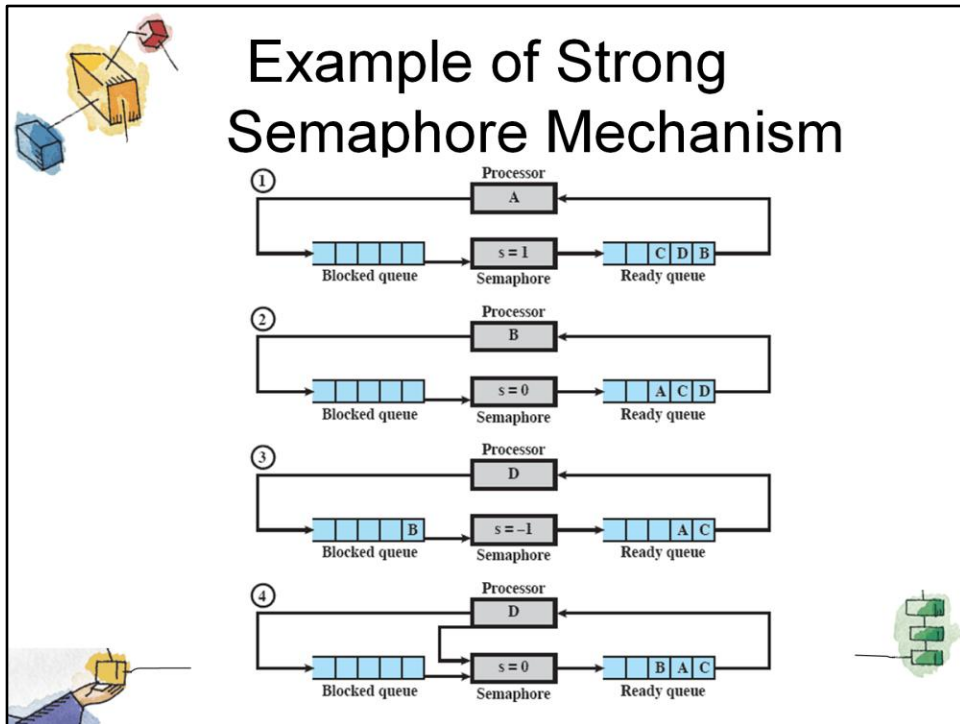 Example of Strong
Semaphore Mechanism
1
Processor
A
s = 1
C D B
Blocked queue
Semaphore
Ready queue
2
Processor
B
s = 0
A C D
Blocked queue
Semaphore
Ready queue
3
Processor
D
B
s = –1
A C
Blocked queue
Semaphore
Ready queue
4
Processor
D
s = 0
B A C
Blocked queue
Semaphore
Ready queue